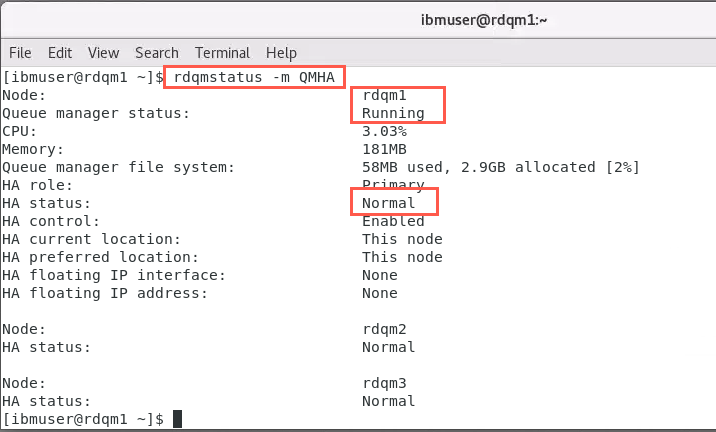 ibmuser@rdqm1:~
File Edit View Search Terminal Help
[ibmuser@rdqm1 ~]$ rdqmstatus -m QMHA
Node: rdqm1
Queue manager status: Running
CPU: 3.03%
Memory: 181MB
Queue manager file system: 58MB used, 2.9GB allocated [2%]
HA role: Primary
HA status: Normal
HA control: Enabled
HA current location: This node
HA preferred location: This node
HA floating IP interface: None
HA floating IP address: None
Node: rdqm2
HA status: Normal
Node: rdqm3
HA status: Normal
[ibmuser@rdqm1 ~]$